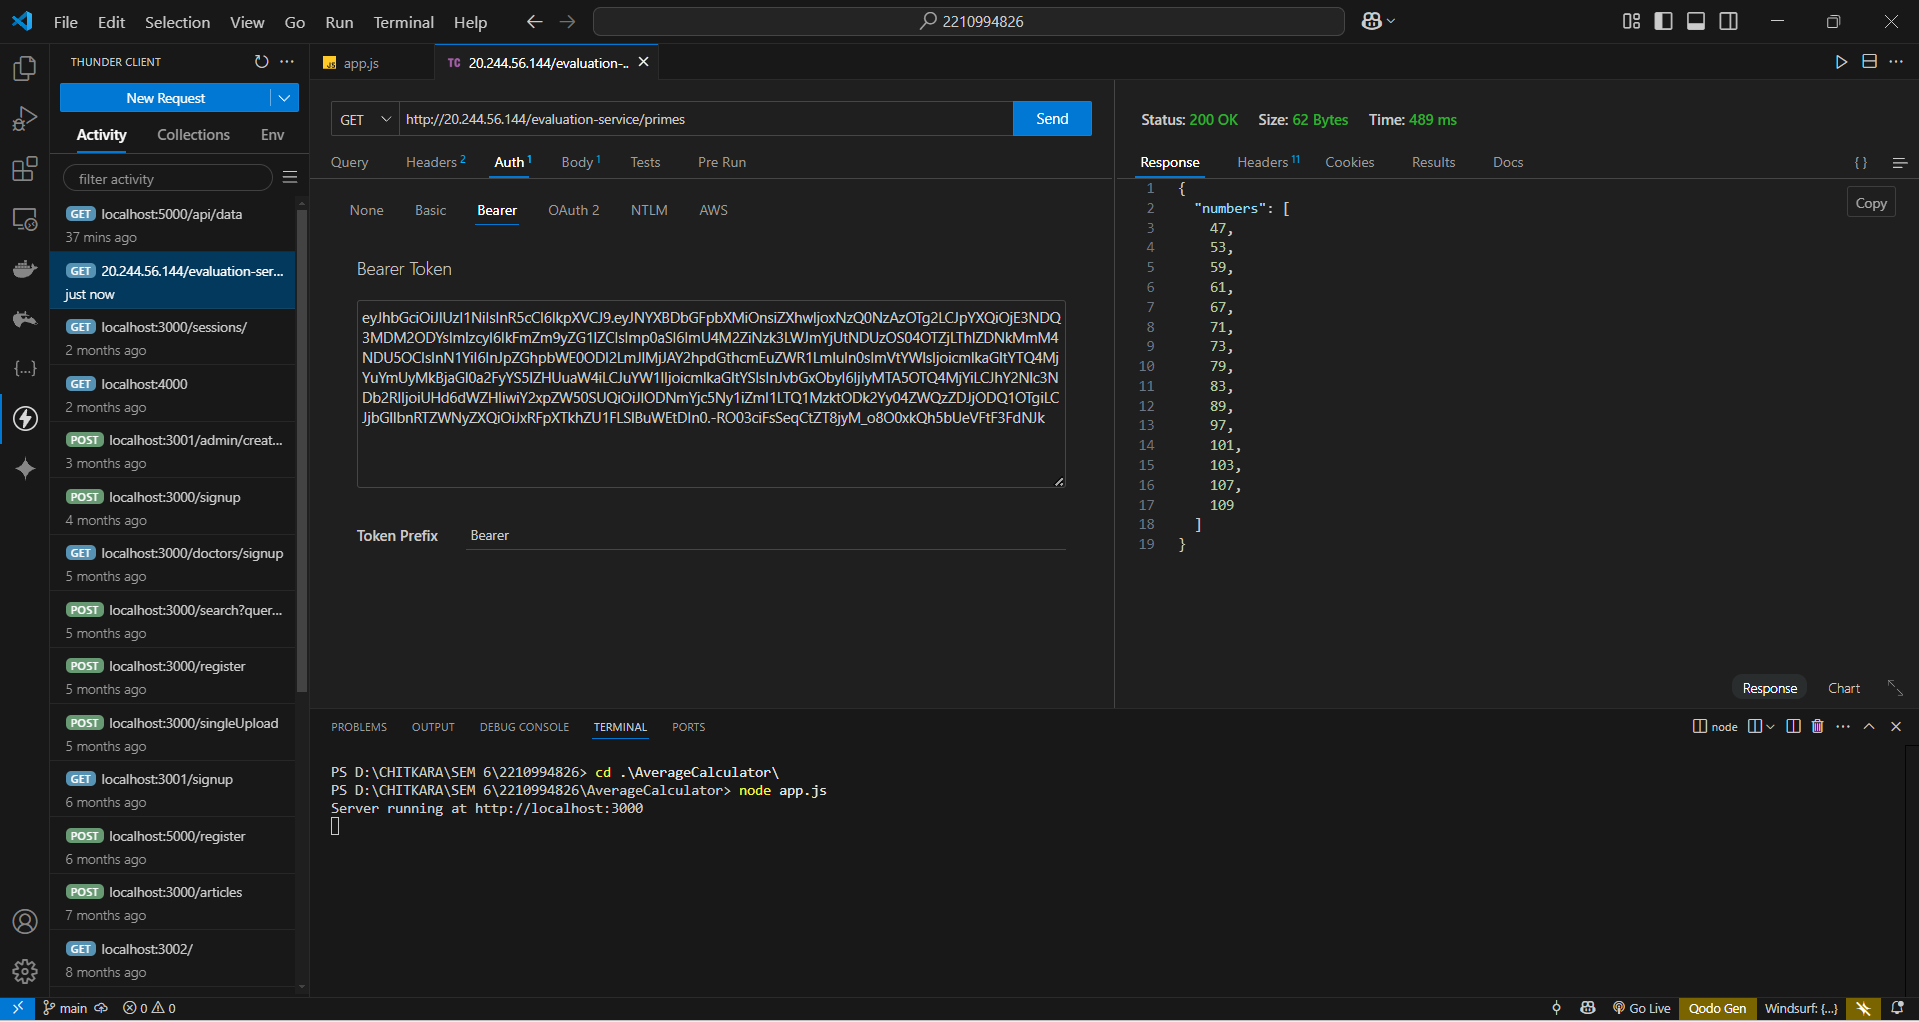 File Edit Selection View Go Run Terminal Help
2210994826
THUNDER CLIENT
New Request
Activity Collections Env
filter activity
GET localhost:5000/api/data
37 mins ago
GET 20.244.56.144/evaluation-ser...
just now
GET localhost:3000/sessions/
2 months ago
GET localhost:4000
2 months ago
POST localhost:3001/admin/creat...
3 months ago
POST localhost:3000/signup
4 months ago
GET localhost:3000/doctors/signup
5 months ago
POST localhost:3000/search?quer...
5 months ago
POST localhost:3000/register
5 months ago
POST localhost:3000/singleUpload
5 months ago
GET localhost:3001/signup
6 months ago
POST localhost:5000/register
6 months ago
POST localhost:3000/articles
7 months ago
GET localhost:3002/
8 months ago
JS app.js
TC 20.244.56.144/evaluation-..
GET http://20.244.56.144/evaluation-service/primes Send
Query Headers 2 Auth 1 Body 1 Tests Pre Run
None Basic Bearer OAuth 2 NTLM AWS
Bearer Token
Token Prefix Bearer
Status: 200 OK Size: 62 Bytes Time: 489 ms
Response Headers 11 Cookies Results Docs
{ }
Copy
1 {
2 "numbers": [
3 47,
4 53,
5 59,
6 61,
7 67,
8 71,
9 73,
10 79,
11 83,
12 89,
13 97,
14 101,
15 103,
16 107,
17 109
18 ]
19 }
Response Chart
PROBLEMS OUTPUT DEBUG CONSOLE TERMINAL PORTS
node
PS D:\CHITKARA\SEM 6\2210994826> cd .\AverageCalculator\
PS D:\CHITKARA\SEM 6\2210994826\AverageCalculator> node app.js
Server running at http://localhost:3000
main 0 0
Go Live Qodo Gen Windsurf: {...}